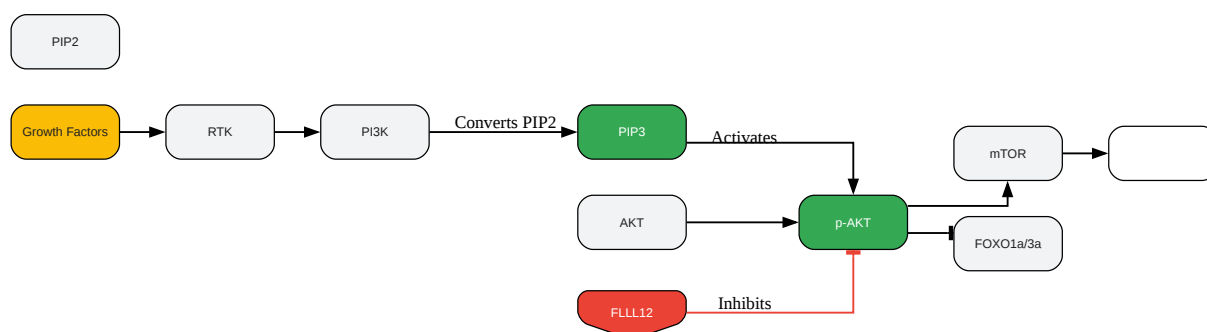 PIP2
Growth Factors
RTK
PI3K
Converts PIP2
PIP3
Activates
mTOR
AKT
p-AKT
FOXO1a/3a
FLLL12
Inhibits